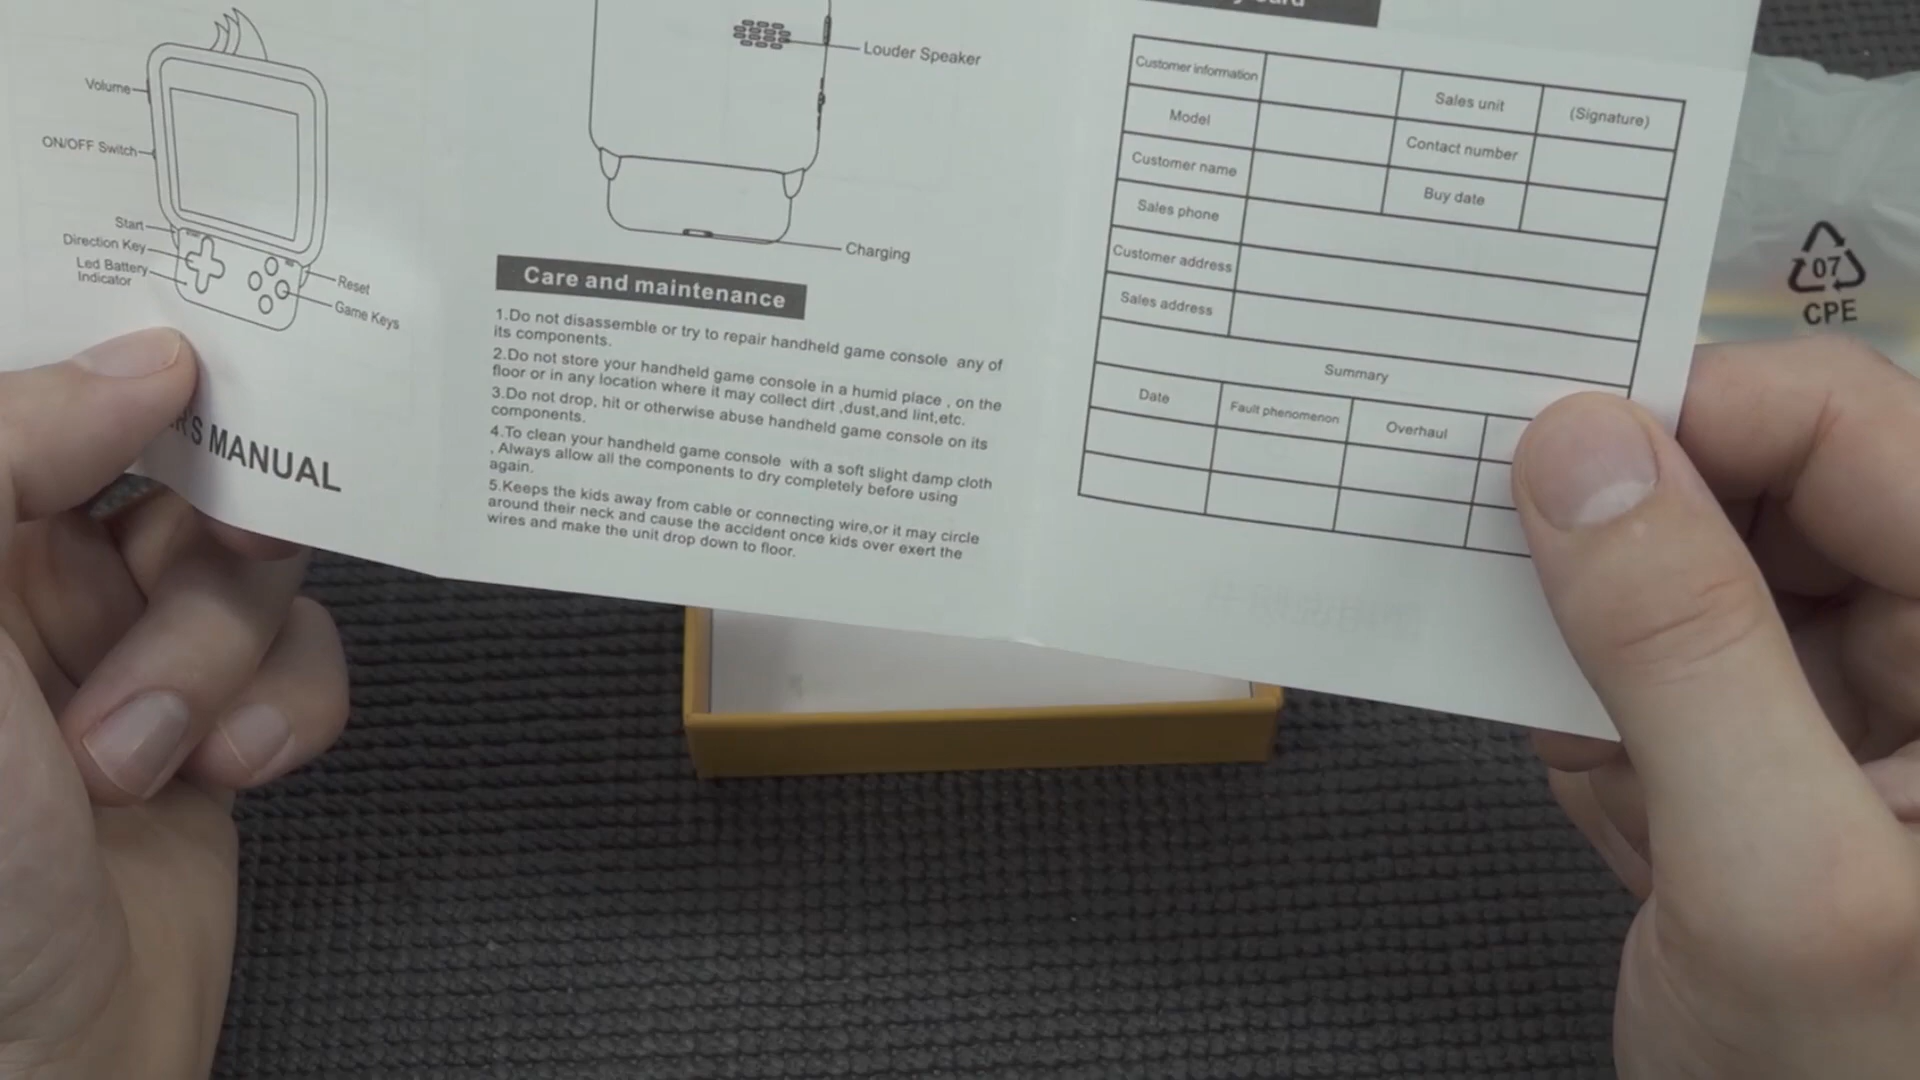 Volume
ON/OFF Switch
Start
Direction Key
Led Battery
Indicator
Reset
Game Keys
MANUAL
Louder Speaker
Charging
Care and maintenance
1.Do not disassemble or try to repair handheld game console any of
its components.
2.Do not store your handheld game console in a humid place , on the
floor or in any location where it may collect dirt ,dust,and lint,etc.
3.Do not drop, hit or otherwise abuse handheld game console on its
components.
4.To clean your handheld game console with a soft slight damp cloth
, Always allow all the components to dry completely before using
again.
5.Keeps the kids away from cable or connecting wire,or it may circle
around their neck and cause the accident once kids over exert the
wires and make the unit drop down to floor.
Customer information
Sales unit
(Signature)
Model
Contact number
Customer name
Buy date
Sales phone
Customer address
Sales address
Summary
Date
Fault phenomenon
Overhaul
07
CPE